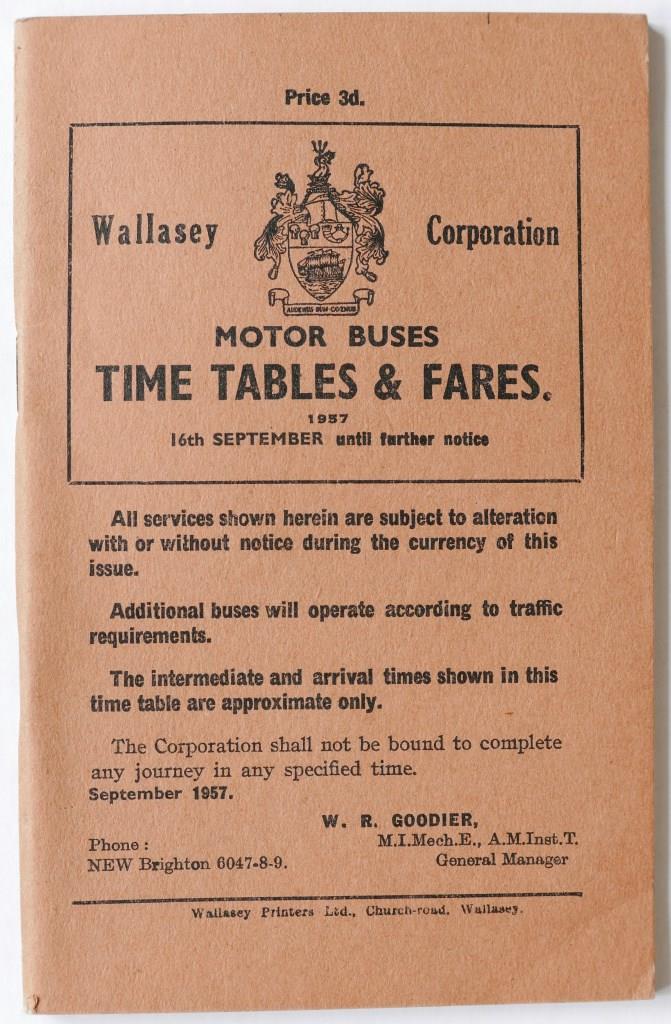 Price 3d.
Wallasey Corporation
AUDEMUS DUM CAVEMUS
MOTOR BUSES
TIME TABLES & FARES.
1957
16th SEPTEMBER until further notice
All services shown herein are subject to alteration
with or without notice during the currency of this
issue.
Additional buses will operate according to traffic
requirements.
The intermediate and arrival times shown in this
time table are approximate only.
The Corporation shall not be bound to complete
any journey in any specified time.
September 1957.
W. R. GOODIER,
M.I.Mech.E., A.M.Inst.T.
General Manager
Phone :
NEW Brighton 6047-8-9.
Wallasey Printers Ltd., Church-road, Wallasey.